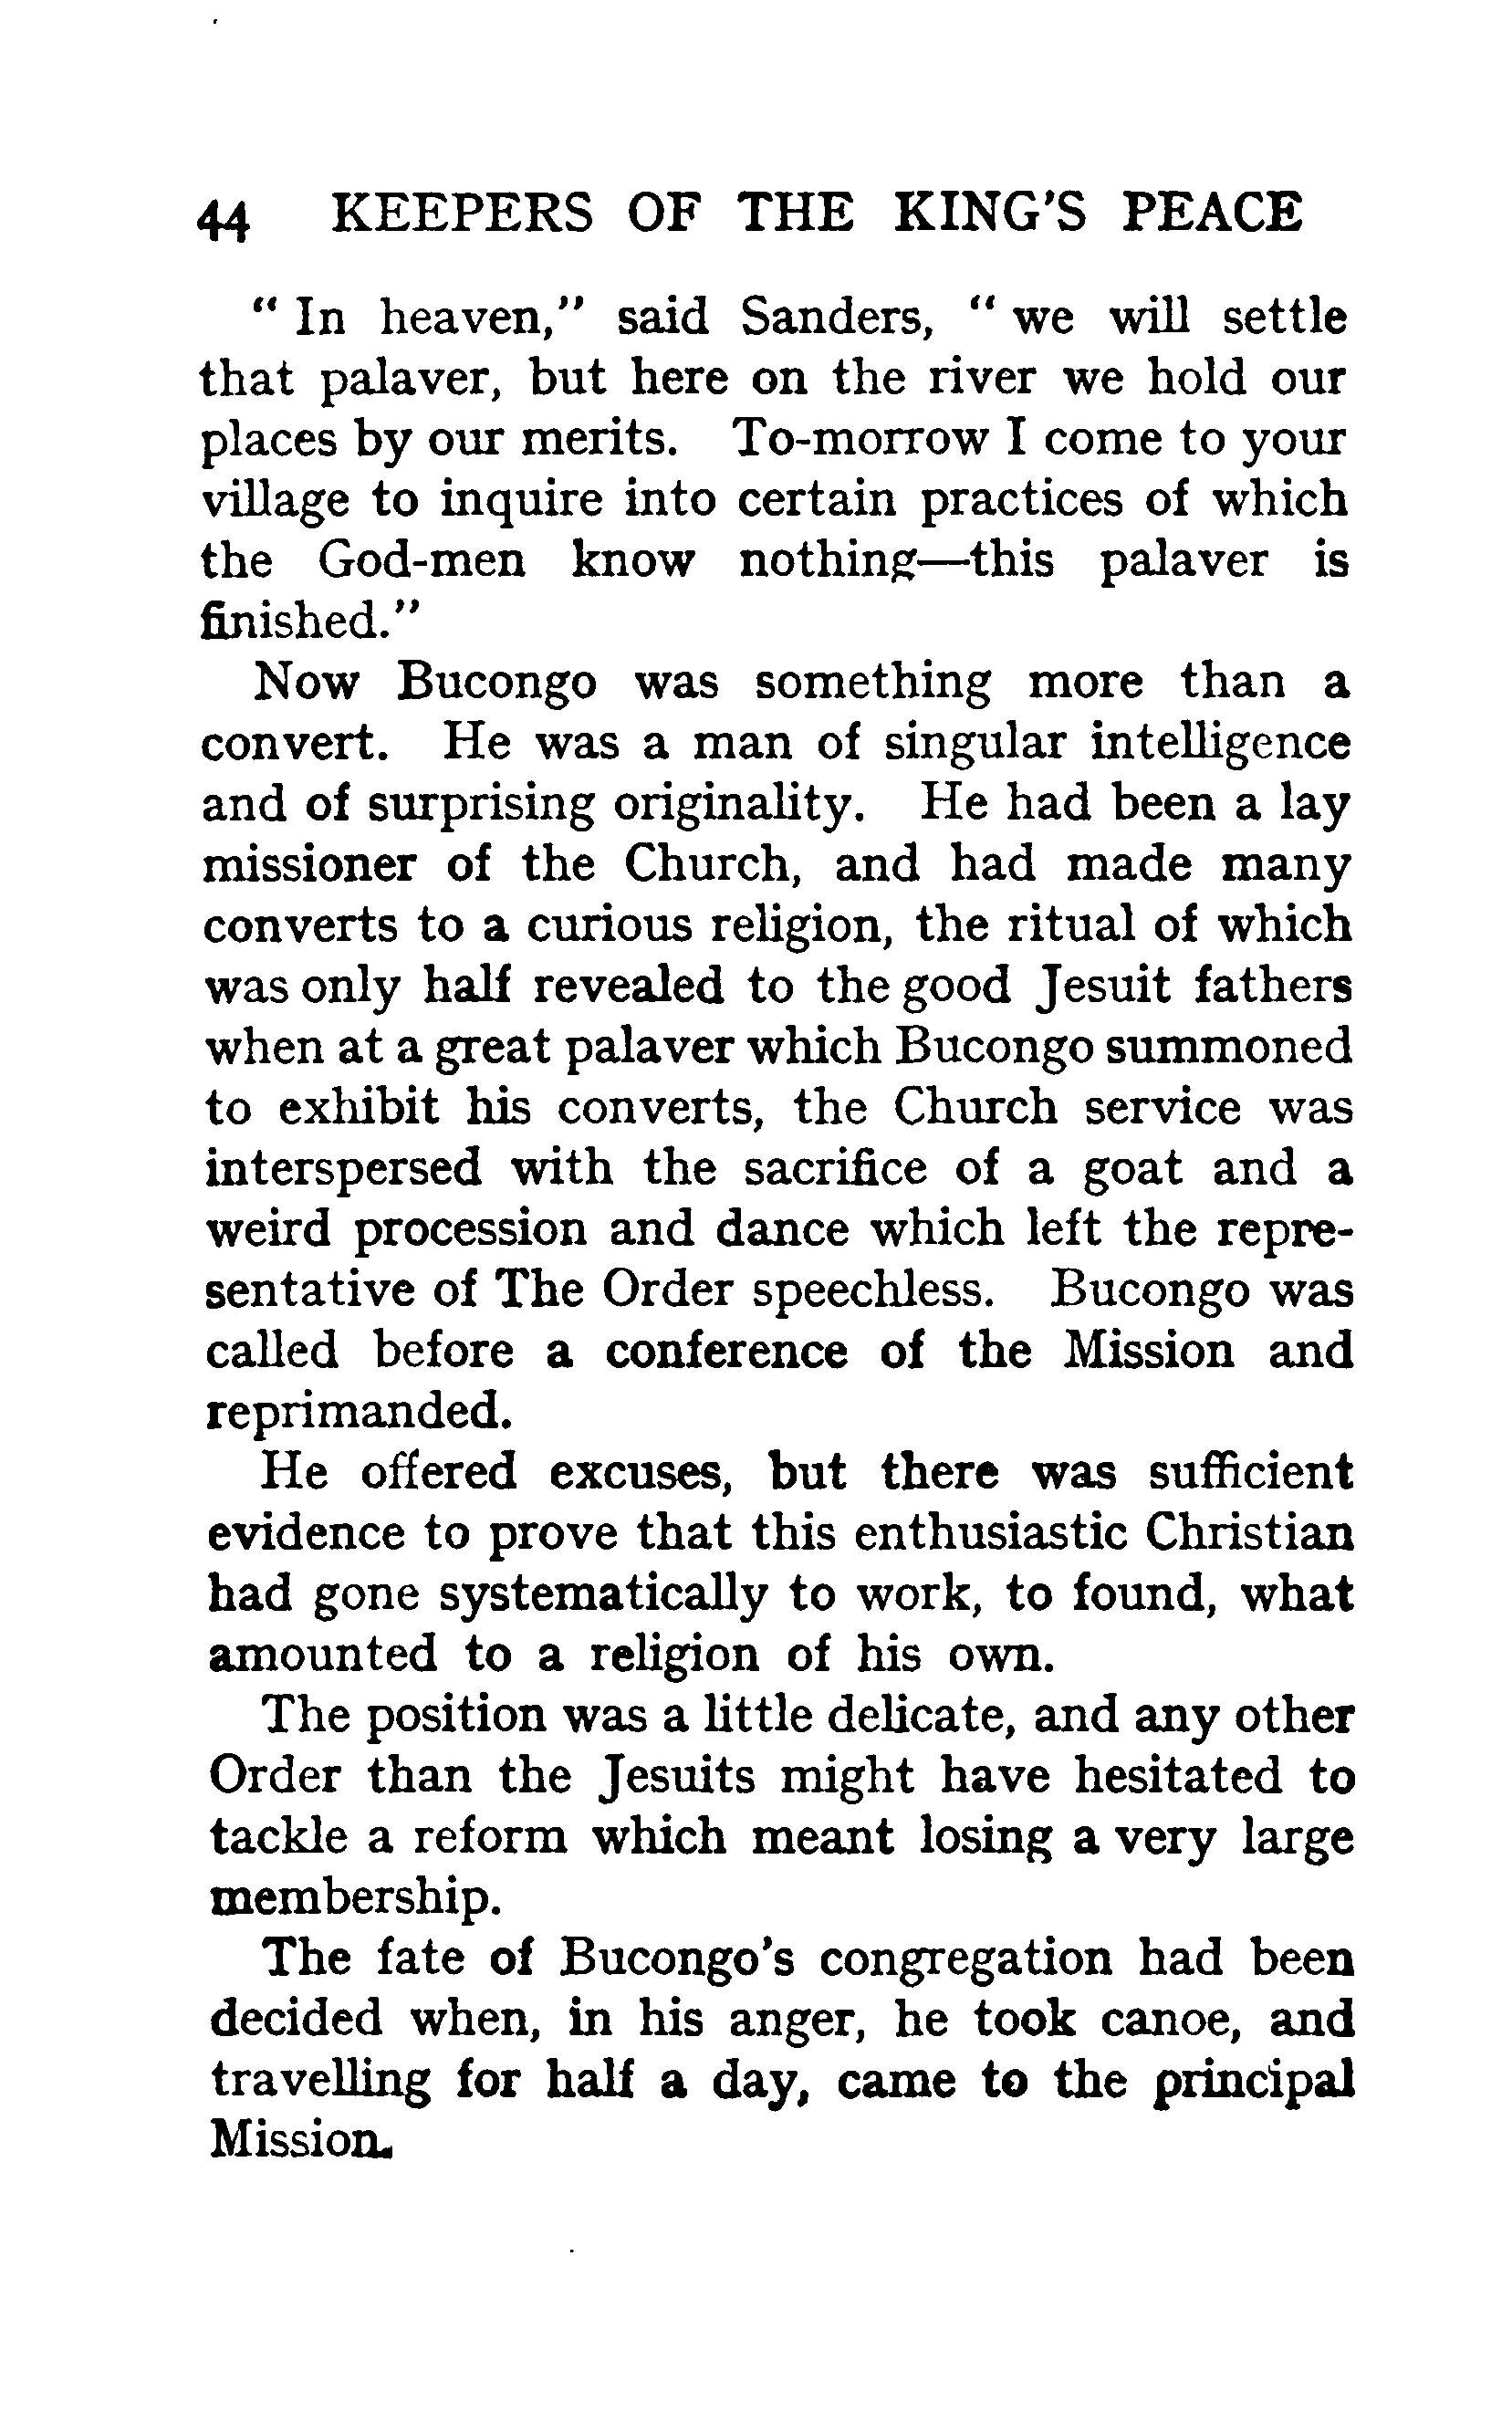 44 KEEPERS OF THE KING'S PEACE
" In heaven," said Sanders, " we will settle
that palaver, but here on the river we hold our
places by our merits. To-morrow I come to your
village to inquire into certain practices of which
the God-men know nothing—this palaver is
finished."
Now Bucongo was something more than a
convert. He was a man of singular intelligence
and of surprising originality. He had been a lay
missioner of the Church, and had made many
converts to a curious religion, the ritual of which
was only half revealed to the good Jesuit fathers
when at a great palaver which Bucongo summoned
to exhibit his converts, the Church service was
interspersed with the sacrifice of a goat and a
weird procession and dance which left the repre-
sentative of The Order speechless. Bucongo was
called before a conference of the Mission and
reprimanded.
He offered excuses, but there was sufficient
evidence to prove that this enthusiastic Christian
had gone systematically to work, to found, what
amounted to a religion of his own.
The position was a little delicate, and any other
Order than the Jesuits might have hesitated to
tackle a reform which meant losing a very large
membership.
The fate of Bucongo's congregation had been
decided when, in his anger, he took canoe, and
travelling for half a day, came to the principal
Mission.